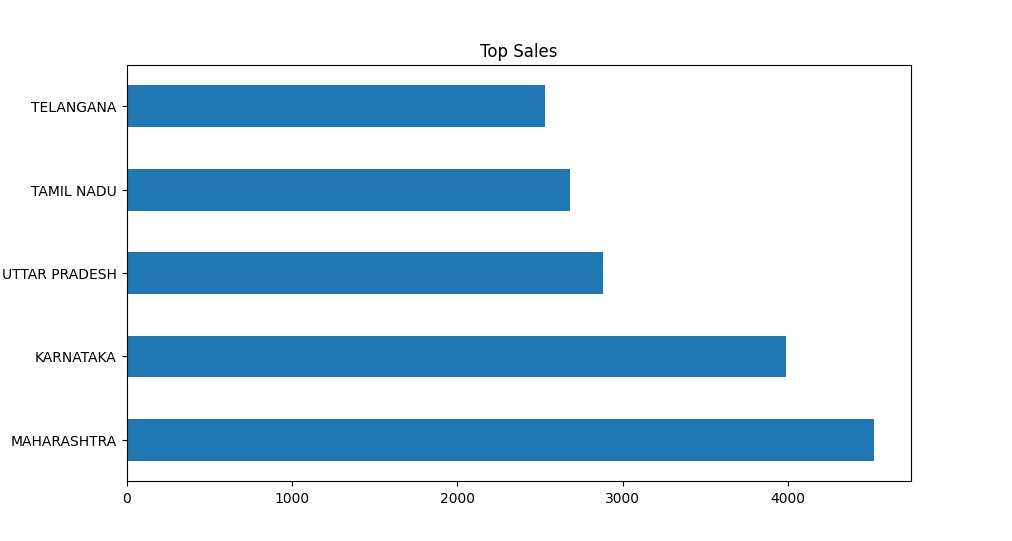 Top Sales
TELANGANA
TAMIL NADU
UTTAR PRADESH
KARNATAKA
MAHARASHTRA
0 1000 2000 3000 4000